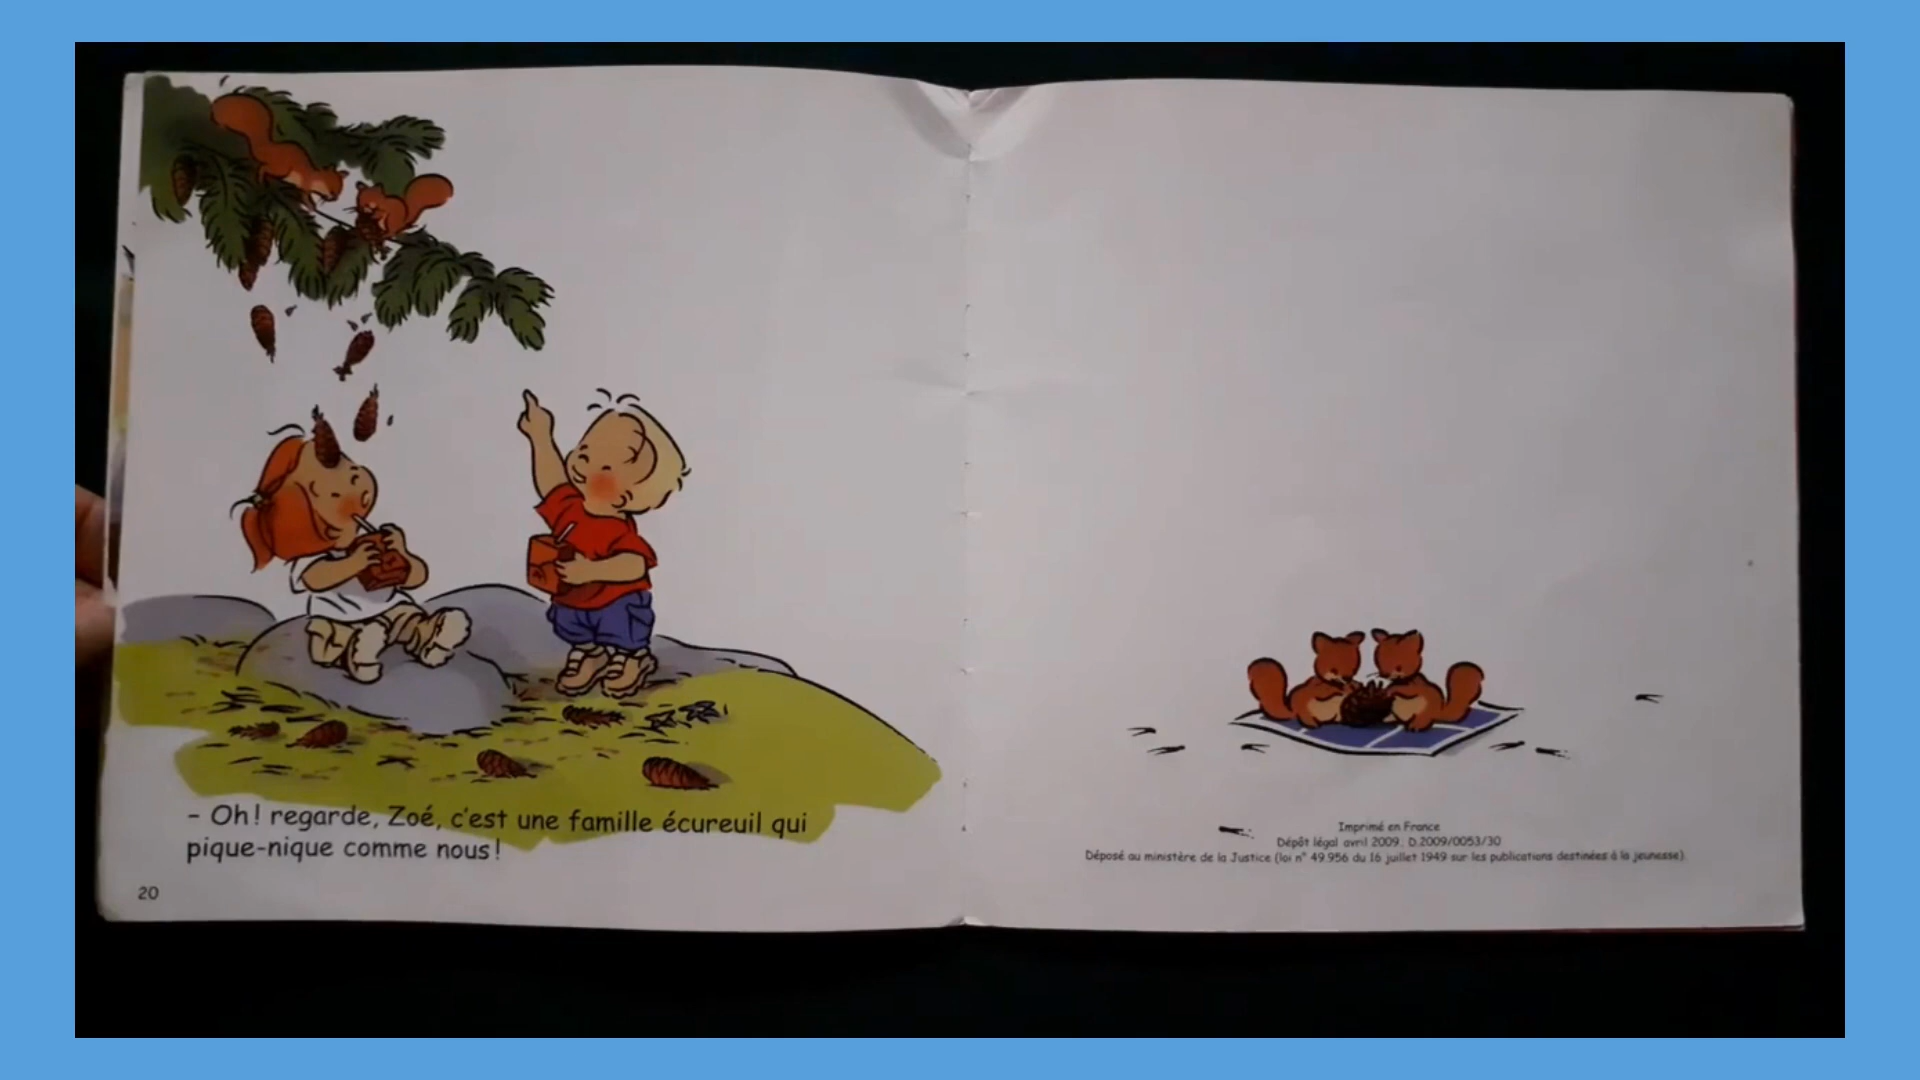 - Oh ! regarde, Zoé, c'est une famille écureuil qui
pique-nique comme nous !
20
Imprimé en France
Dépôt légal avril 2009 ; D.2009/0053/30
Déposé au ministère de la Justice (loi n° 49.956 du 16 juillet 1949 sur les publications destinées à la jeunesse).